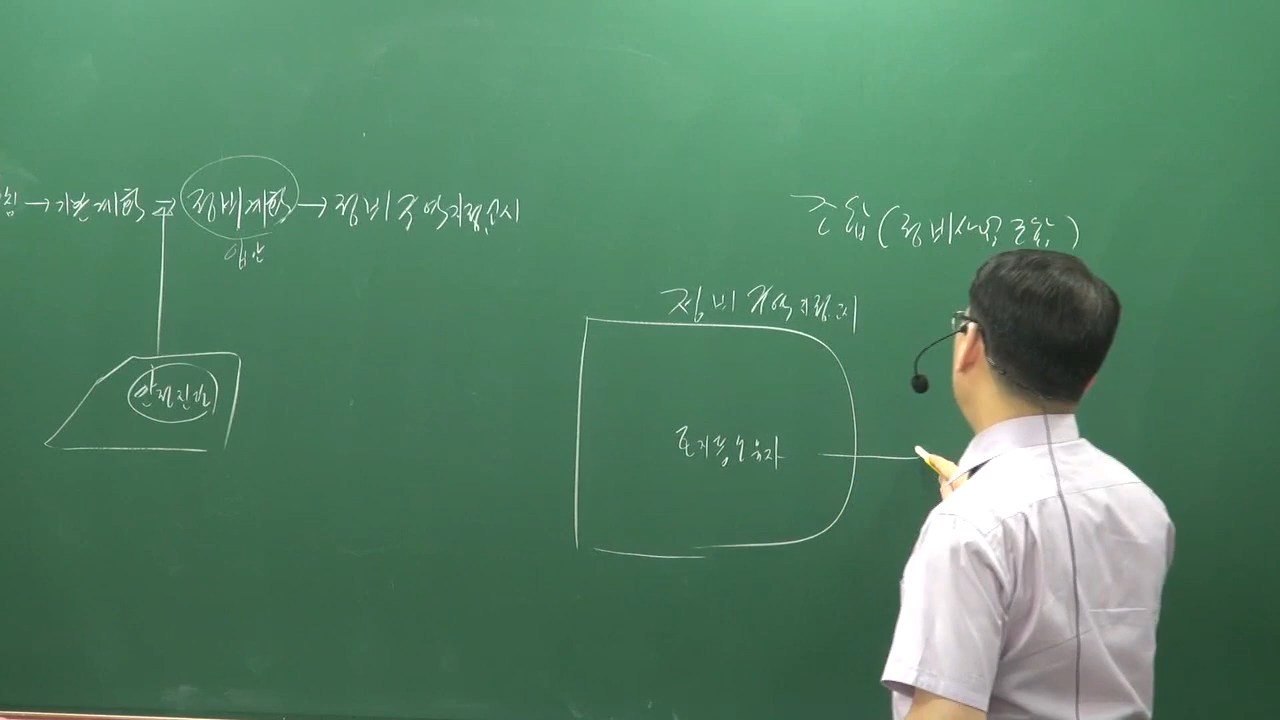 침 → 기본계획 → 정비계획 → 정비구역지정고시
입안
안전진단
조합 (정비사업조합)
정비구역지정고시
토지등소유자